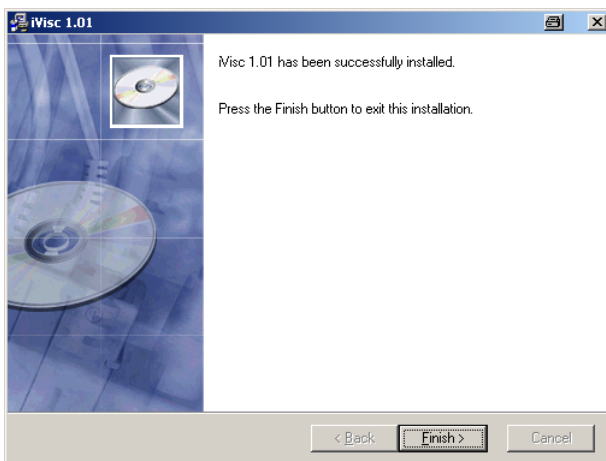 iVisc 1.01
iVisc 1.01 has been successfully installed.
Press the Finish button to exit this installation.
< Back
Finish >
Cancel